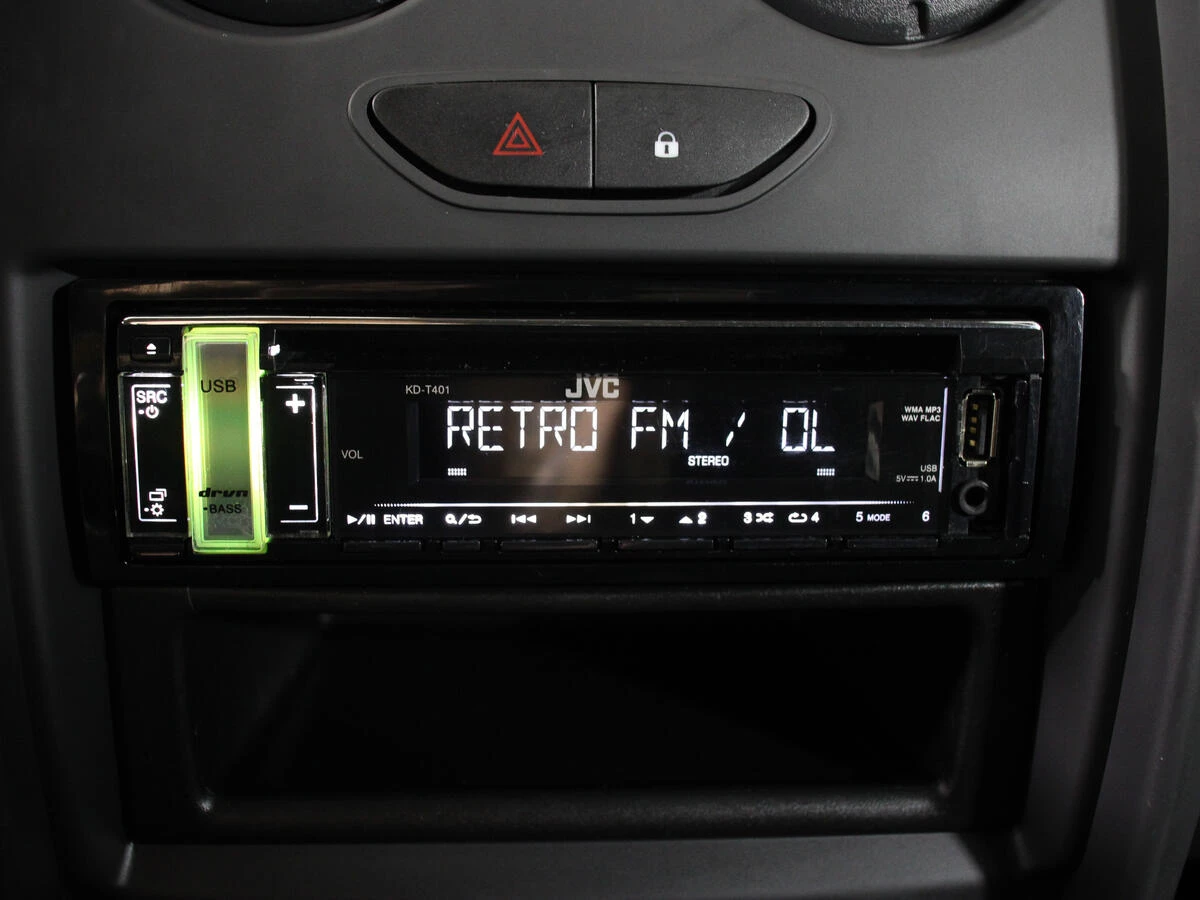 USB
SRC
drvn
-BASS
+
-
VOL
KD-T401
JVC
RETRO FM / OL
STEREO
WMA MP3
WAV FLAC
USB
5V 1.0A
ENTER
1
2
3
4
5 MODE
6